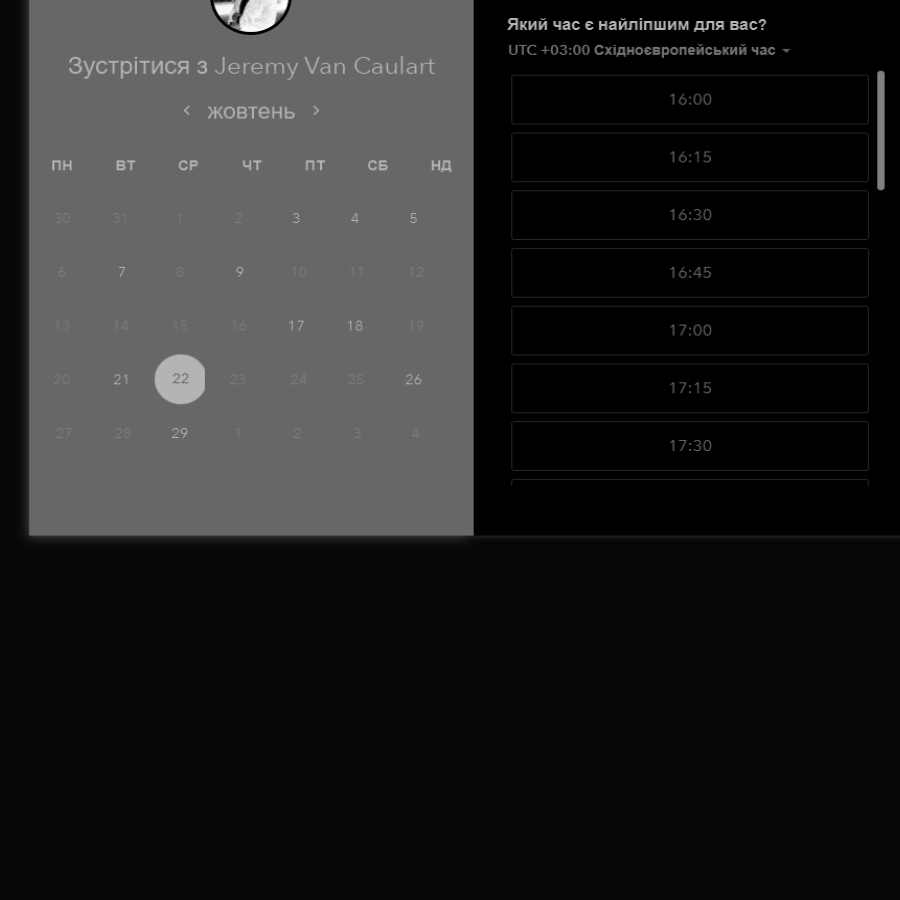 Зустрітися з Jeremy Van Caulart
жовтень
ПН ВТ СР ЧТ ПТ СБ НД
30 31 1 2 3 4 5
6 7 8 9 10 11 12
13 14 15 16 17 18 19
20 21 22 23 24 25 26
27 28 29 1 2 3 4
Який час є найліпшим для вас?
UTC +03:00 Східноєвропейський час
16:00
16:15
16:30
16:45
17:00
17:15
17:30